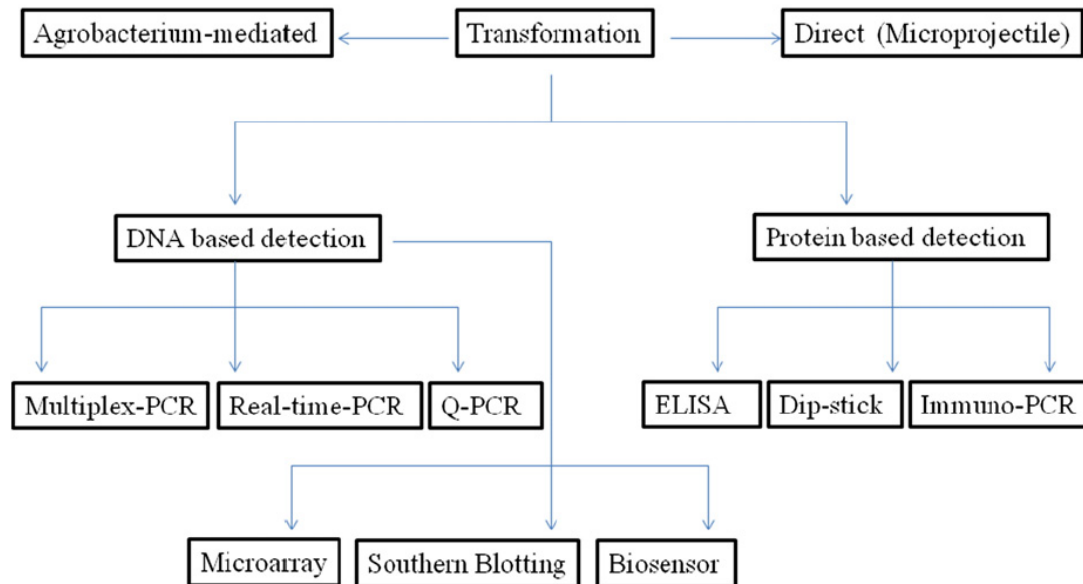 Agrobacterium-mediated
Transformation
Direct (Microprojectile)
DNA based detection
Protein based detection
Multiplex-PCR
Real-time-PCR
Q-PCR
ELISA
Dip-stick
Immuno-PCR
Microarray
Southern Blotting
Biosensor